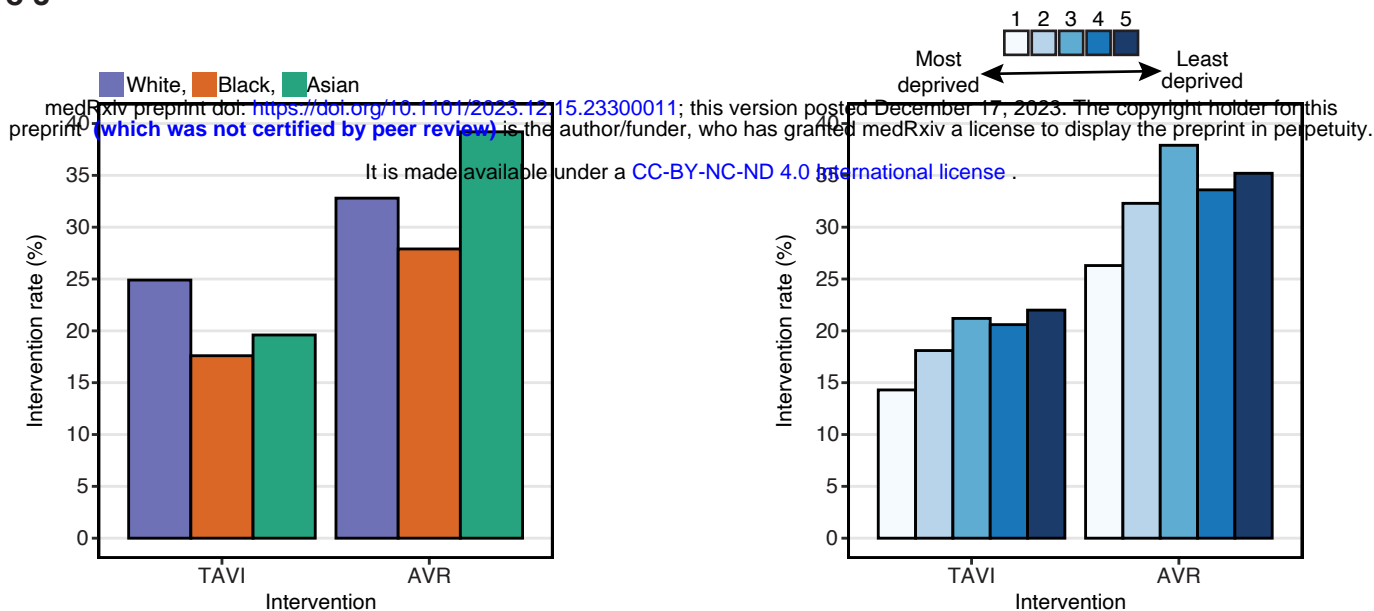 1 2 3 4 5
Most deprived
Least deprived
White, Black, Asian
medRxiv preprint doi: https://doi.org/10.1101/2023.12.15.23300011; this version posted December 17, 2023. The copyright holder for this
preprint (which was not certified by peer review) is the author/funder, who has granted medRxiv a license to display the preprint in perpetuity.
It is made available under a CC-BY-NC-ND 4.0 International license .
40
35
30
25
20
15
10
5
0
Intervention rate (%)
TAVI AVR
Intervention
40
35
30
25
20
15
10
5
0
Intervention rate (%)
TAVI AVR
Intervention